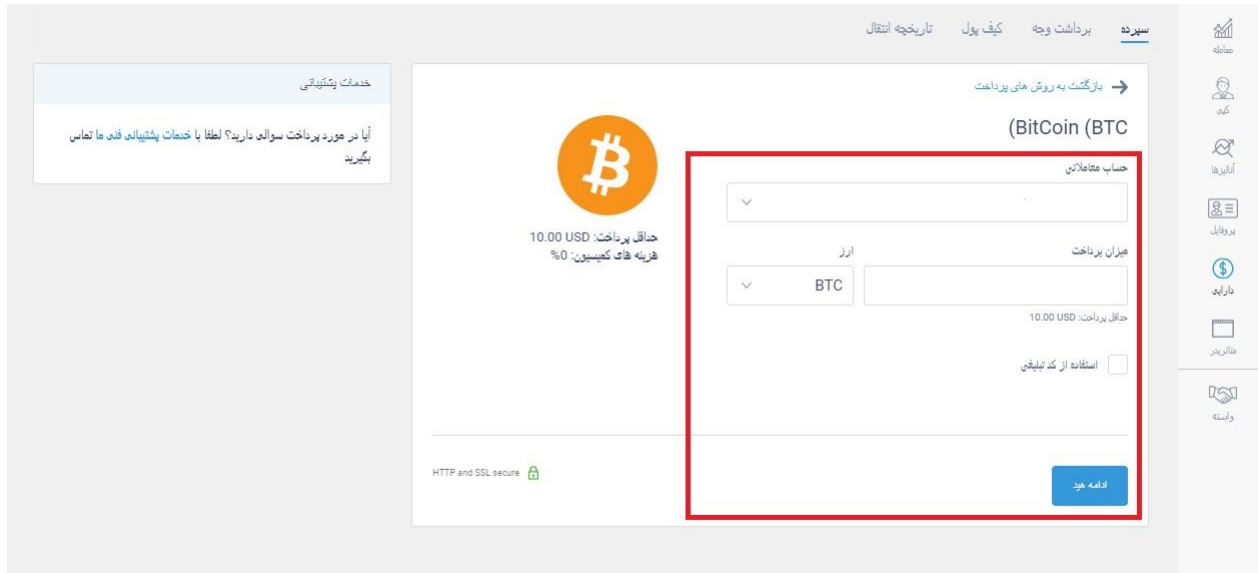 سپرده	برداشت وجه	کیف پول	تاریخچه انتقال
معامله
کپی
آنالیزها
پروفایل
دارایی
متاتریدر
وابسته
بازگشت به روش های پرداخت
(BitCoin (BTC
حساب معاملاتی
میزان پرداخت
ارز
BTC
حداقل پرداخت: 10.00 USD
استفاده از کد تبلیغی
ادامه هید
حداقل پرداخت: 10.00 USD
هزینه های کمیسیون: 0%
HTTP and SSL secure
خدمات پشتیبانی
آیا در مورد پرداخت سوالی دارید؟ لطفا با خدمات پشتیبانی فنی ما تماس
بگیرید